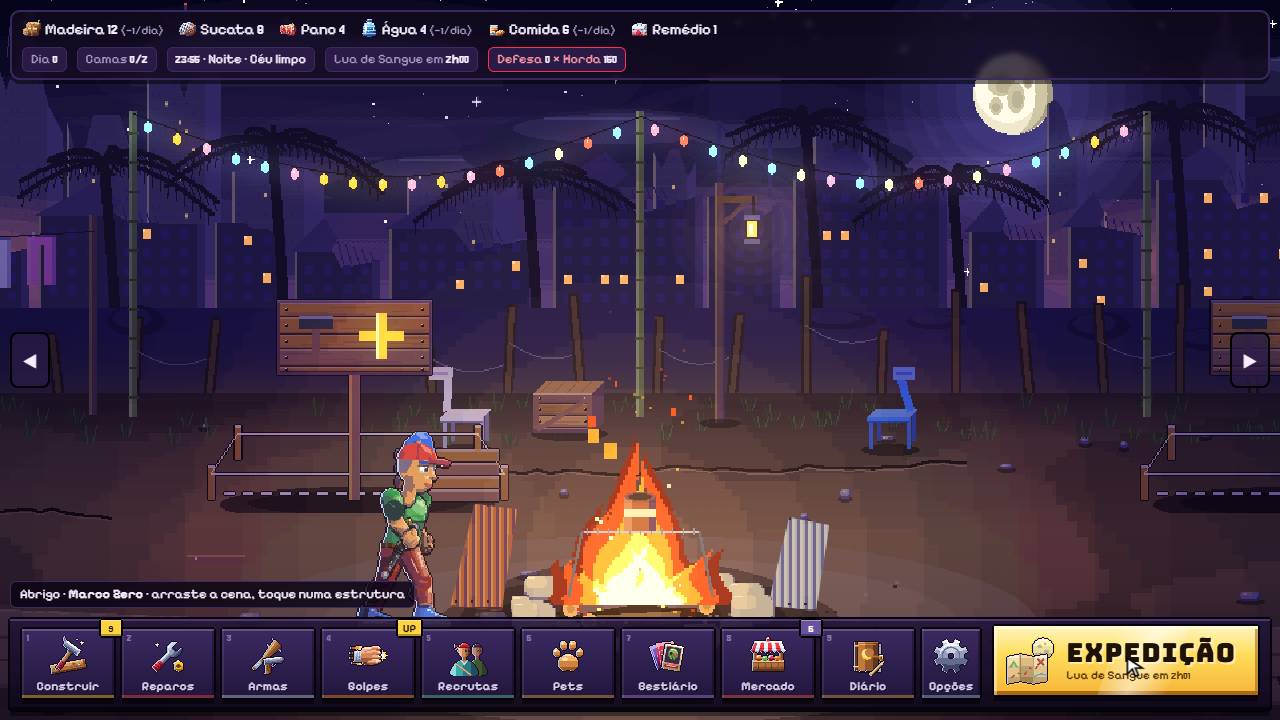 Madeira 12 (-1/dia) Sucata 8 Pano 4 Água 4 (-1/dia) Comida 6 (-1/dia) Remédio 1
Dia 0 Camas 0/2 23:56 · Noite · Céu limpo Lua de Sangue em 2h00 Defesa 0 × Horda 160
Abrigo · Marco Zero · arraste a cena, toque numa estrutura
9 UP 6
1 2 3 4 5 6 7 8 9
Construir Reparos Armas Golpes Recrutas Pets Bestiário Mercado Diário Opções
EXPEDIÇÃO
Lua de Sangue em 2h01